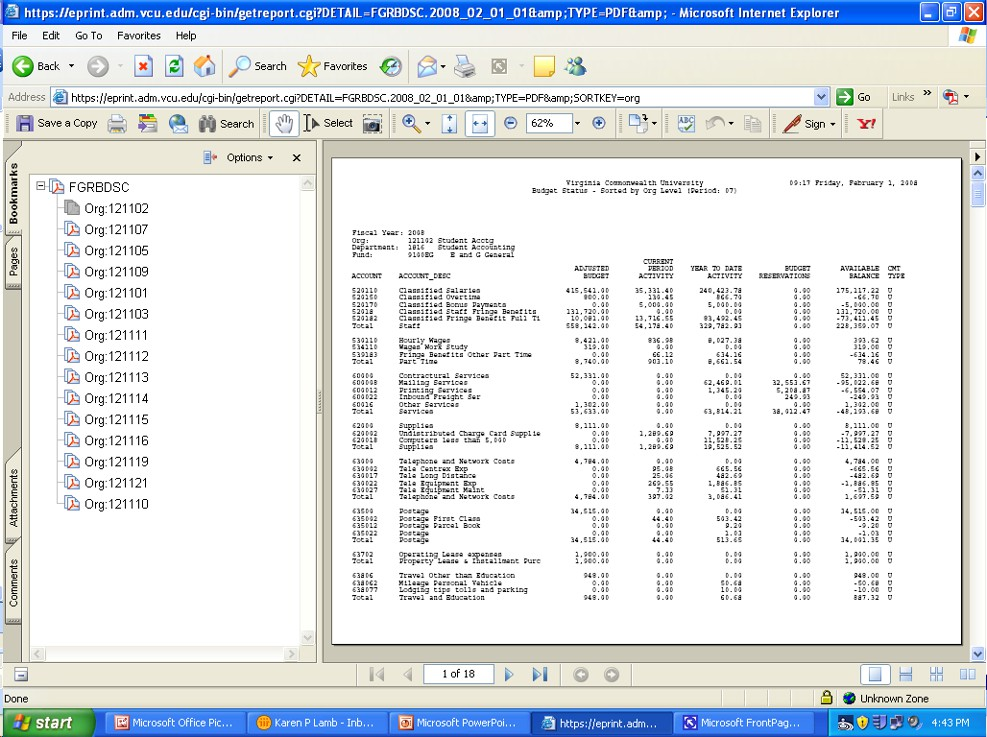 https://eprint.adm.vcu.edu/cgi-bin/getreport.cgi?DETAIL=FGRBDSC.2008_02_01_01&amp;TYPE=PDF&amp; - Microsoft Internet Explorer
File Edit Go To Favorites Help
Back Search Favorites
Address https://eprint.adm.vcu.edu/cgi-bin/getreport.cgi?DETAIL=FGRBDSC.2008_02_01_01&amp;TYPE=PDF&amp;SORTKEY=org Go Links »
Save a Copy Search Select 62% ABC Sign Y!
Options
Bookmarks
Pages
Attachments
Comments
FGRBDSC
Org:121102
Org:121107
Org:121105
Org:121109
Org:121101
Org:121103
Org:121111
Org:121112
Org:121113
Org:121114
Org:121115
Org:121116
Org:121119
Org:121121
Org:121110
Virginia Commonwealth University 09:17 Friday, February 1, 2008
Budget Status - Sorted by Org Level (Period: 07)
Fiscal Year: 2008
Org: 121102 Student Acctg
Department: 1816 Student Accounting
Fund: 9100EG E and G General
ADJUSTED CURRENT PERIOD YEAR TO DATE BUDGET AVAILABLE CMT
ACCOUNT ACCOUNT_DESC BUDGET ACTIVITY ACTIVITY RESERVATIONS BALANCE TYPE
520110 Classified Salaries 415,541.00 35,331.40 240,423.78 0.00 175,117.22 U
520150 Classified Overtime 800.00 130.45 866.70 0.00 -66.70 U
520170 Classified Bonus Payments 0.00 5,000.00 5,000.00 0.00 -5,000.00 U
52018 Classified Staff Fringe Benefits 131,720.00 0.00 0.00 0.00 131,720.00 U
520182 Classified Fringe Benefit Full Ti 10,081.00 13,716.55 83,492.45 0.00 -73,411.45 U
Total Staff 558,142.00 54,178.40 329,782.93 0.00 228,359.07 U
530110 Hourly Wages 8,421.00 836.98 8,027.38 0.00 393.62 U
534110 Wages Work Study 319.00 0.00 0.00 0.00 319.00 U
539183 Fringe Benefits Other Part Time 0.00 66.12 634.16 0.00 -634.16 U
Total Part Time 8,740.00 903.10 8,661.54 0.00 78.46 U
60000 Contractural Services 52,331.00 0.00 0.00 0.00 52,331.00 U
600008 Mailing Services 0.00 0.00 62,469.01 32,553.67 -95,022.68 U
600012 Printing Services 0.00 0.00 1,345.20 5,208.87 -6,554.07 U
600022 Inbound Freight Ser 0.00 0.00 0.00 249.93 -249.93 U
60016 Other Services 1,302.00 0.00 0.00 0.00 1,302.00 U
Total Services 53,633.00 0.00 63,814.21 38,012.47 -48,193.68 U
62000 Supplies 8,111.00 0.00 0.00 0.00 8,111.00 U
620002 Undistributed Charge Card Supplie 0.00 1,289.69 7,997.27 0.00 -7,997.27 U
620018 Computers less than 5,000 0.00 0.00 11,528.25 0.00 -11,528.25 U
Total Supplies 8,111.00 1,289.69 19,525.52 0.00 -11,414.52 U
63000 Telephone and Network Costs 4,784.00 0.00 0.00 0.00 4,784.00 U
630002 Tele Centrex Exp 0.00 95.08 665.56 0.00 -665.56 U
630017 Tele Long Distance 0.00 25.06 482.69 0.00 -482.69 U
630022 Tele Equipment Exp 0.00 269.55 1,886.85 0.00 -1,886.85 U
630027 Tele Equipment Maint 0.00 7.33 51.31 0.00 -51.31 U
Total Telephone and Network Costs 4,784.00 397.02 3,086.41 0.00 1,697.59 U
63500 Postage 34,515.00 0.00 0.00 0.00 34,515.00 U
635002 Postage First Class 0.00 44.40 503.42 0.00 -503.42 U
635012 Postage Parcel Book 0.00 0.00 9.20 0.00 -9.20 U
635022 Postage 0.00 0.00 1.03 0.00 -1.03 U
Total Postage 34,515.00 44.40 513.65 0.00 34,001.35 U
63702 Operating Lease expenses 1,900.00 0.00 0.00 0.00 1,900.00 U
Total Property Lease & Installment Purc 1,900.00 0.00 0.00 0.00 1,900.00 U
63806 Travel Other than Education 948.00 0.00 0.00 0.00 948.00 U
638062 Mileage Personal Vehicle 0.00 0.00 50.68 0.00 -50.68 U
638077 Lodging tips tolls and parking 0.00 0.00 10.00 0.00 -10.00 U
Total Travel and Education 948.00 0.00 60.68 0.00 887.32 U
1 of 18
Done Unknown Zone
start Microsoft Office Pic... Karen P Lamb - Inb... Microsoft PowerPoi... https://eprint.adm... Microsoft FrontPag... 4:43 PM